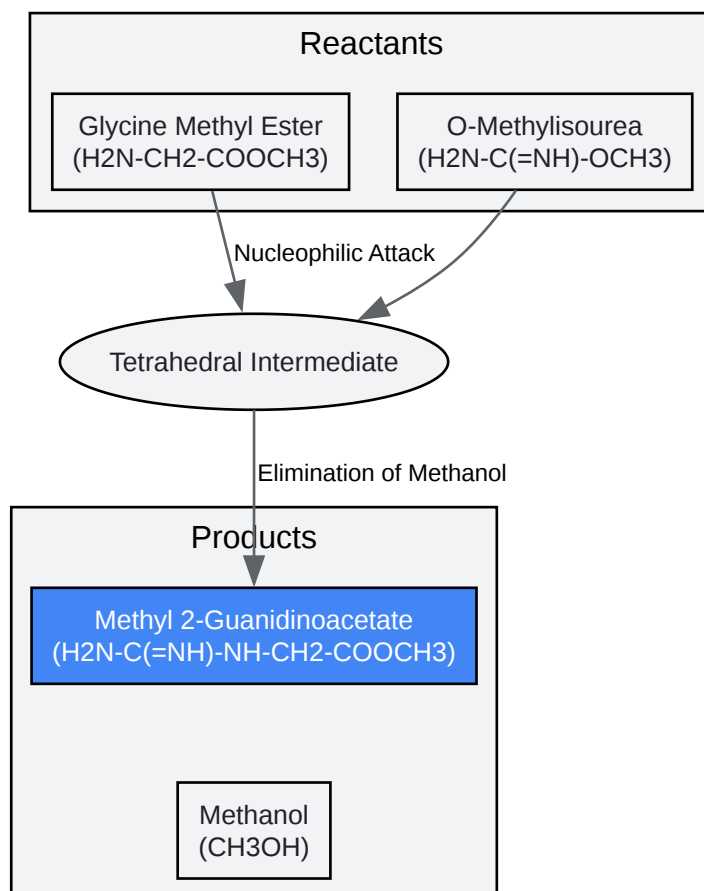 Reactants
Glycine Methyl Ester
(H2N-CH2-COOCH3)
O-Methylisourea
(H2N-C(=NH)-OCH3)
Nucleophilic Attack
Tetrahedral Intermediate
Elimination of Methanol
Products
Methyl 2-Guanidinoacetate
(H2N-C(=NH)-NH-CH2-COOCH3)
Methanol
(CH3OH)